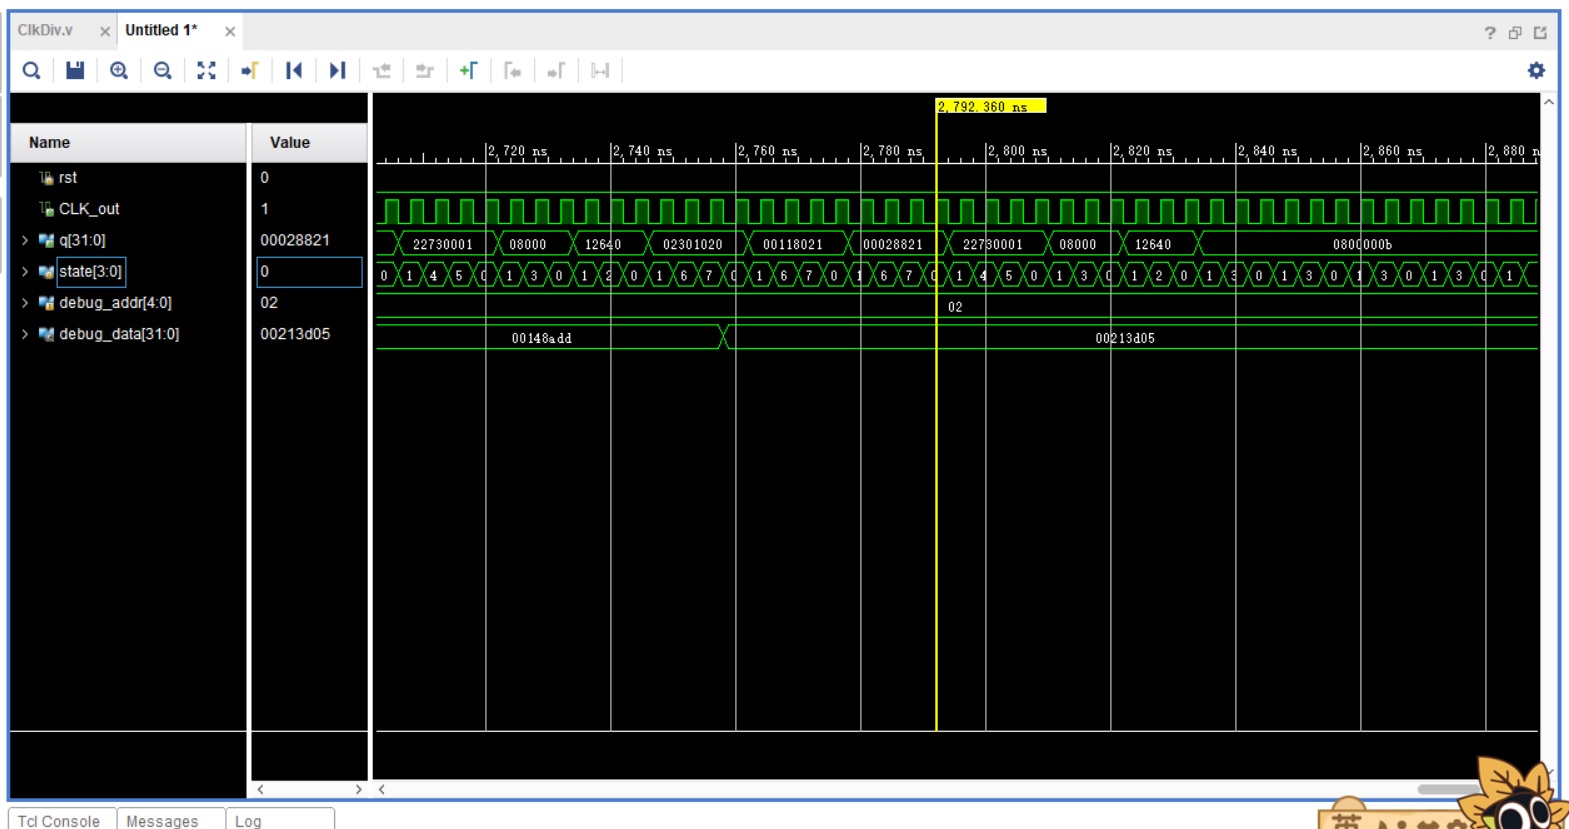 ClkDiv.v × Untitled 1* ×
2,792.360 ns
Name Value
2,720 ns 2,740 ns 2,760 ns 2,780 ns 2,800 ns 2,820 ns 2,840 ns 2,860 ns 2,880 n
rst 0
CLK_out 1
q[31:0] 00028821 22730001 08000 12640 02301020 00118021 00028821 22730001 08000 12640 0800000b
state[3:0] 0 0 1 4 5 0 1 3 0 1 2 0 1 6 7 0 1 6 7 0 1 6 7 0 1 4 5 0 1 3 0 1 2 0 1 3 0 1 3 0 1 3 0 1 3 0 1
debug_addr[4:0] 02 02
debug_data[31:0] 00213d05 00148add 00213d05
Tcl Console Messages Log
英